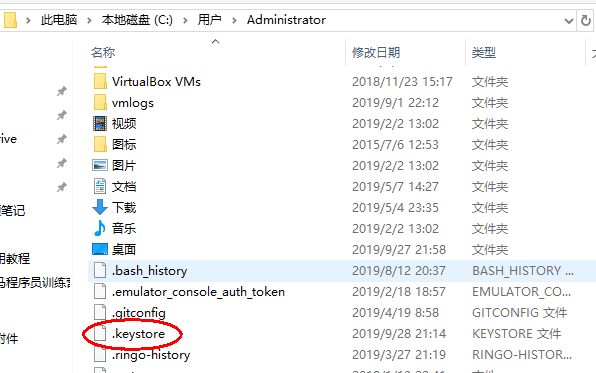 此电脑 › 本地磁盘 (C:) › 用户 › Administrator
名称 修改日期 类型
VirtualBox VMs 2018/11/23 15:17 文件夹
vmlogs 2019/9/1 22:12 文件夹
视频 2019/2/2 13:02 文件夹
图标 2015/7/6 12:53 文件夹
rive 图片 2019/2/2 13:02 文件夹
文档 2019/5/7 14:27 文件夹
下载 2019/5/4 23:35 文件夹
笔记 音乐 2019/2/2 13:02 文件夹
桌面 2019/9/27 21:58 文件夹
用教程 .bash_history 2019/8/12 20:37 BASH_HISTORY ...
马程序员训练营 .emulator_console_auth_token 2019/2/18 18:57 EMULATOR_CO...
.gitconfig 2019/4/19 8:58 GITCONFIG 文件
附件 .keystore 2019/9/28 21:14 KEYSTORE 文件
.ringo-history 2019/3/27 21:19 RINGO-HISTOR...